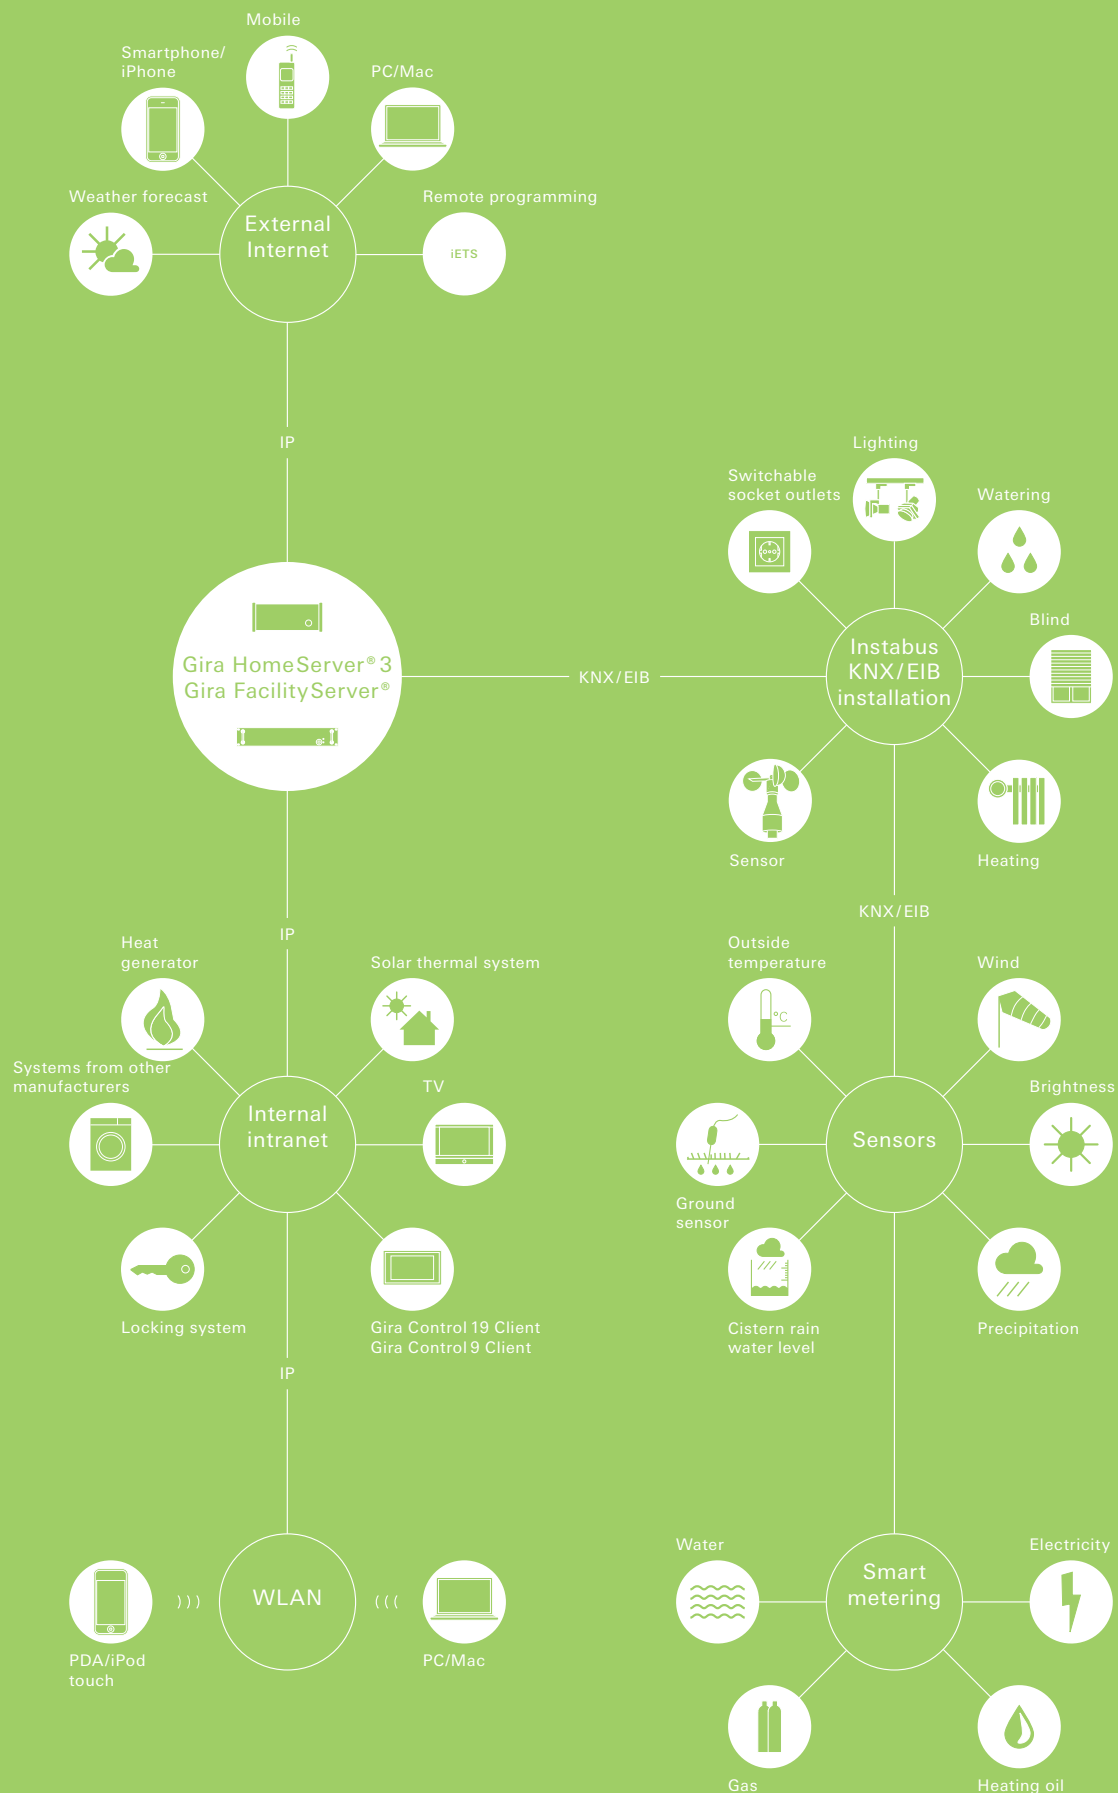 Mobile
Smartphone/
iPhone
PC/Mac
Weather forecast
Remote programming
External
Internet
iETS
IP
Lighting
Switchable
socket outlets
Watering
Blind
Gira HomeServer® 3
Gira FacilityServer®
KNX/EIB
Instabus
KNX/EIB
installation
Sensor
Heating
KNX/EIB
IP
Heat
generator
Solar thermal system
Systems from other
manufacturers
TV
Internal
intranet
Locking system
Gira Control 19 Client
Gira Control 9 Client
Outside
temperature
°C
Wind
Brightness
Sensors
Ground
sensor
Cistern rain
water level
Precipitation
IP
WLAN
PDA/iPod
touch
PC/Mac
Water
Electricity
Smart
metering
Gas
Heating oil